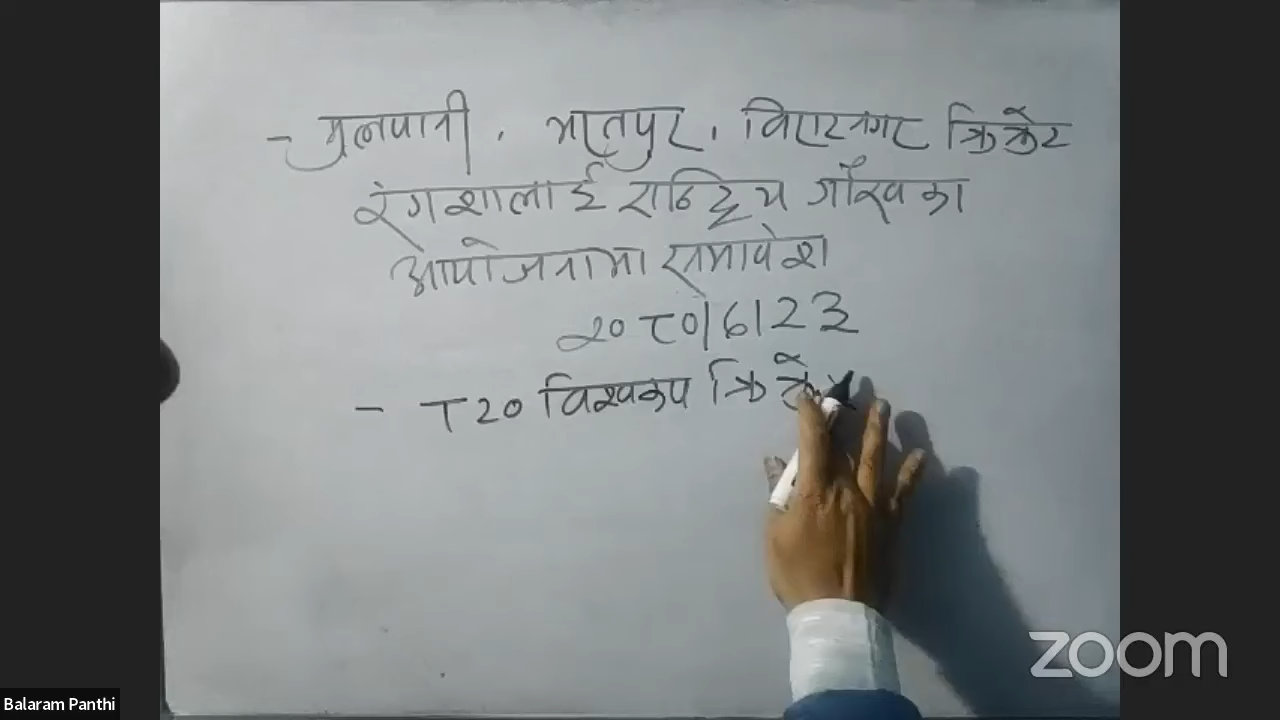 - मुलपानी, भरतपुर, विराटनगर क्रिकेट
रंगशालाई राष्ट्रिय गौरवका
आयोजनामा समावेश
२०८०।6।23
- T20 विश्वकप क्रिकेट
zoom
Balaram Panthi